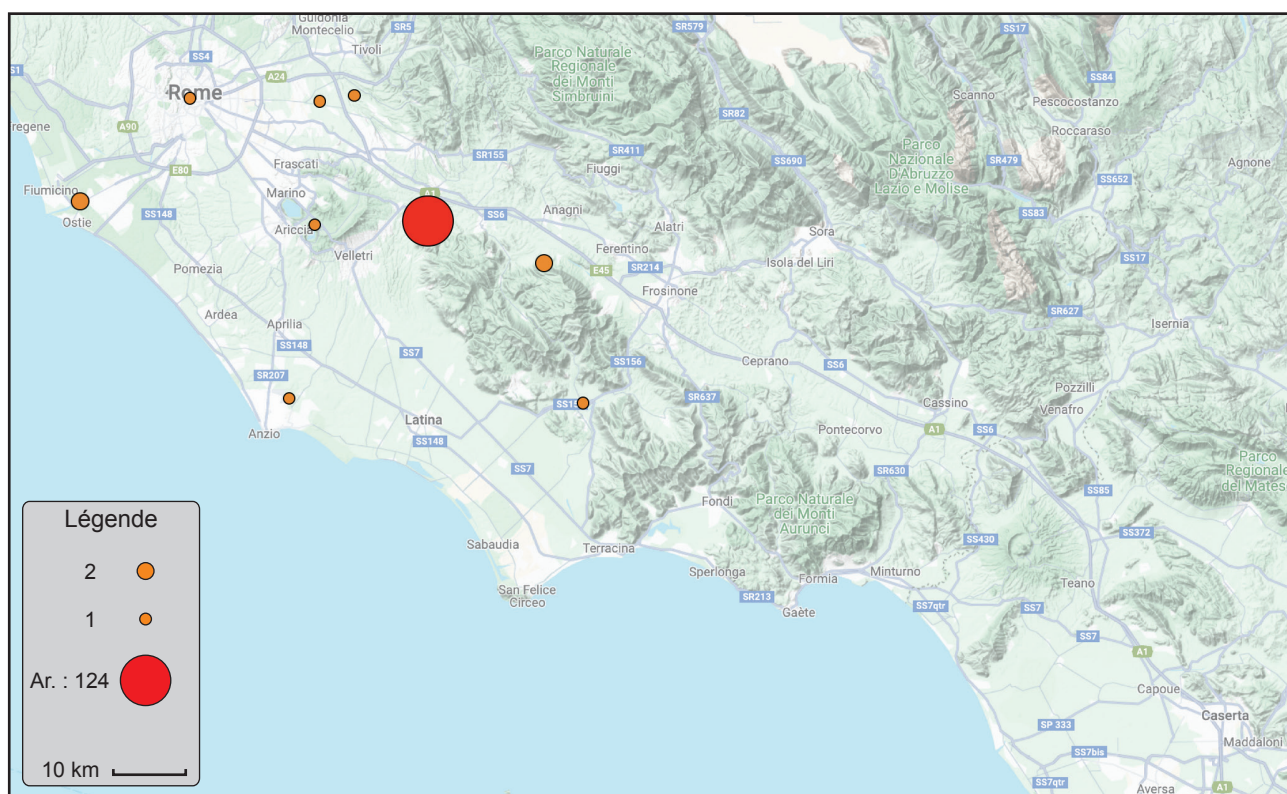 Guidonia
Montecelio
SR5
SR579
SS17
Tivoli
Parco Naturale
Regionale
dei Monti
Simbruini
SS4
S1
A24
SS84
Rome
Scanno
Pescocostanzo
SR82
regene
A90
Roccaraso
Parco
Nazionale
D'Abruzzo
Lazio e Molise
SR155
SR411
SS690
SR479
Agnone
E80
Frascati
Fiuggi
SS652
Fiumicino
Marino
A1
Ostie
SS148
SS6
Anagni
SS83
Ariccia
Alatri
Sora
Velletri
Ferentino
SS17
Pomezia
E45
SR214
Isola del Liri
Frosinone
Ardea
SR627
Aprilia
Isernia
SS148
SS7
SS156
Ceprano
SS6
SR207
Pozzilli
SR637
Cassino
Venafro
Anzio
Latina
SS148
Pontecorvo
A1
SS6
Parco
Regionale
del Mates
SS7
SR630
SS85
Fondi
Parco Naturale
dei Monti
Aurunci
Légende
SS372
Sabaudia
Terracina
SS430
2
Sperlonga
Formia
Minturno
Teano
San Felice
Circeo
SR213
Gaète
SS7qtr
SS7
1
SS7
A1
Ar. : 124
Capoue
Caserta
SP 333
Maddaloni
10 km
SS7bis
SS7qtr
Aversa